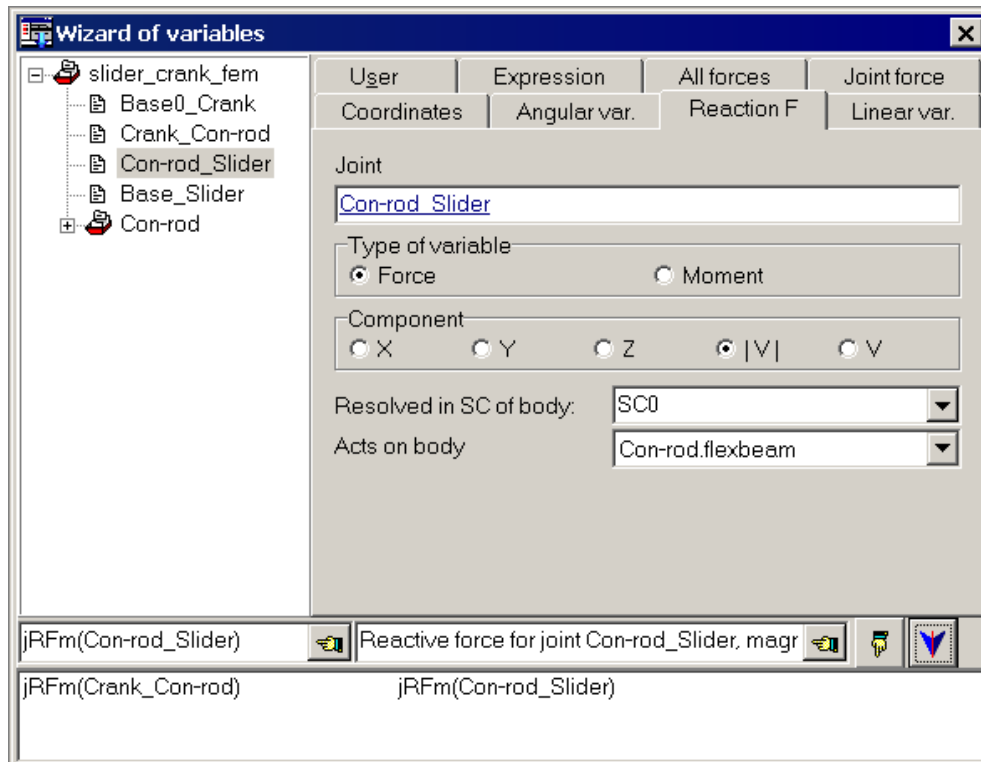 Wizard of variables
slider_crank_fem
Base0_Crank
Crank_Con-rod
Con-rod_Slider
Base_Slider
Con-rod
User Expression All forces Joint force
Coordinates Angular var. Reaction F Linear var.
Joint
Con-rod_Slider
Type of variable
Force Moment
Component
X Y Z |V| V
Resolved in SC of body: SC0
Acts on body Con-rod.flexbeam
jRFm(Con-rod_Slider) Reactive force for joint Con-rod_Slider, magr
jRFm(Crank_Con-rod) jRFm(Con-rod_Slider)